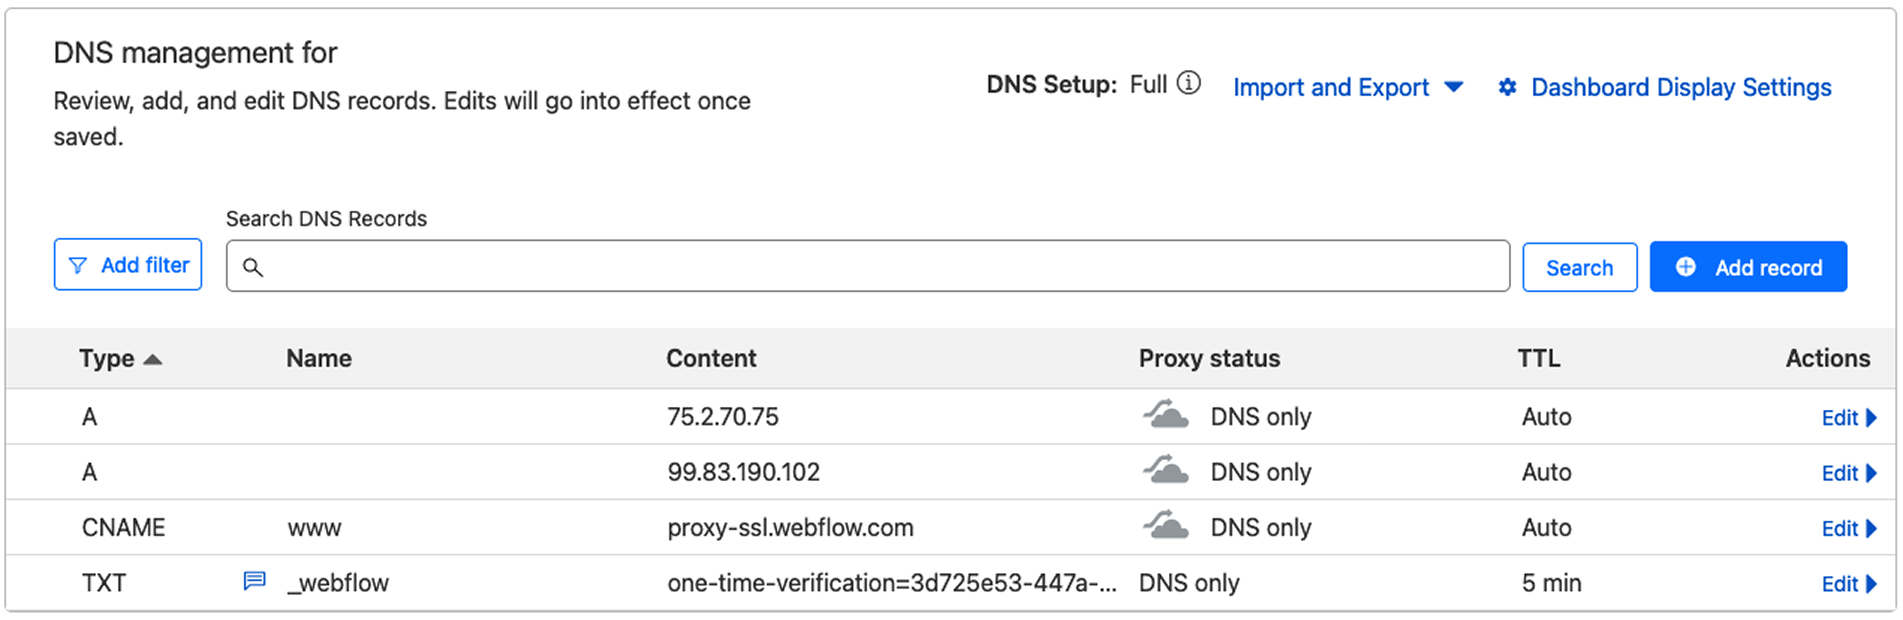 DNS management for
Review, add, and edit DNS records. Edits will go into effect once
saved.
DNS Setup: Full
Import and Export
Dashboard Display Settings
Search DNS Records
Add filter
Search
Add record
Type Name Content Proxy status TTL Actions
A 75.2.70.75 DNS only Auto Edit
A 99.83.190.102 DNS only Auto Edit
CNAME www proxy-ssl.webflow.com DNS only Auto Edit
TXT _webflow one-time-verification=3d725e53-447a-... DNS only 5 min Edit